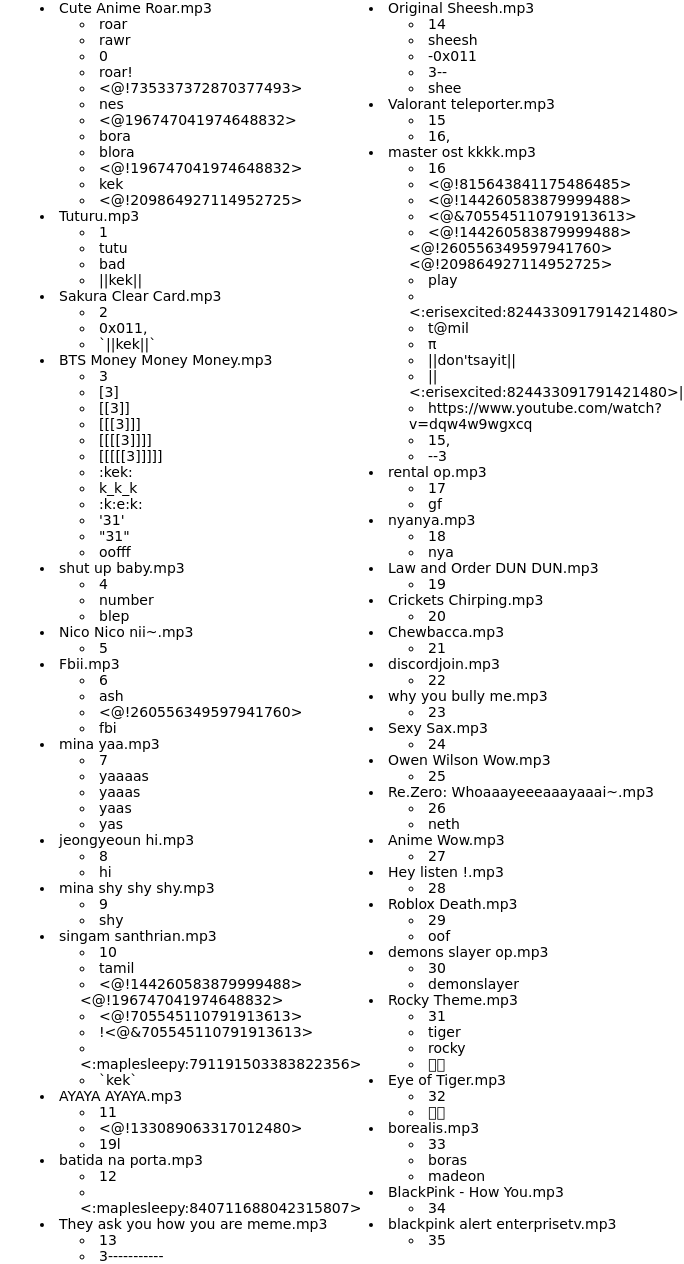 Cute Anime Roar.mp3
roar
rawr
0
roar!
<@!735337372870377493>
nes
<@196747041974648832>
bora
blora
<@!196747041974648832>
kek
<@!209864927114952725>
Tuturu.mp3
1
tutu
bad
||kek||
Sakura Clear Card.mp3
2
0x011,
`||kek||`
BTS Money Money Money.mp3
3
[3]
[[3]]
[[[3]]]
[[[[3]]]]
[[[[[3]]]]]
:kek:
k_k_k
:k:e:k:
'31'
"31"
oofff
shut up baby.mp3
4
number
blep
Nico Nico nii~.mp3
5
Fbii.mp3
6
ash
<@!260556349597941760>
fbi
mina yaa.mp3
7
yaaaas
yaaas
yaas
yas
jeongyeoun hi.mp3
8
hi
mina shy shy shy.mp3
9
shy
singam santhrian.mp3
10
tamil
<@!144260583879999488>
<@!196747041974648832>
<@!705545110791913613>
!<@&705545110791913613>
<:maplesleepy:791191503383822356>
`kek`
AYAYA AYAYA.mp3
11
<@!133089063317012480>
19l
batida na porta.mp3
12
<:maplesleepy:840711688042315807>
They ask you how you are meme.mp3
13
3-----------
Original Sheesh.mp3
14
sheesh
-0x011
3--
shee
Valorant teleporter.mp3
15
16,
master ost kkkk.mp3
16
<@!815643841175486485>
<@!144260583879999488>
<@&705545110791913613>
<@!144260583879999488>
<@!260556349597941760>
<@!209864927114952725>
play
<:erisexcited:824433091791421480>
t@mil
π
||don'tsayit||
||
<:erisexcited:824433091791421480>|
https://www.youtube.com/watch?
v=dqw4w9wgxcq
15,
--3
rental op.mp3
17
gf
nyanya.mp3
18
nya
Law and Order DUN DUN.mp3
19
Crickets Chirping.mp3
20
Chewbacca.mp3
21
discordjoin.mp3
22
why you bully me.mp3
23
Sexy Sax.mp3
24
Owen Wilson Wow.mp3
25
Re.Zero: Whoaaayeeeaaayaaai~.mp3
26
neth
Anime Wow.mp3
27
Hey listen !.mp3
28
Roblox Death.mp3
29
oof
demons slayer op.mp3
30
demonslayer
Rocky Theme.mp3
31
tiger
rocky
Eye of Tiger.mp3
32
borealis.mp3
33
boras
madeon
BlackPink - How You.mp3
34
blackpink alert enterprisetv.mp3
35